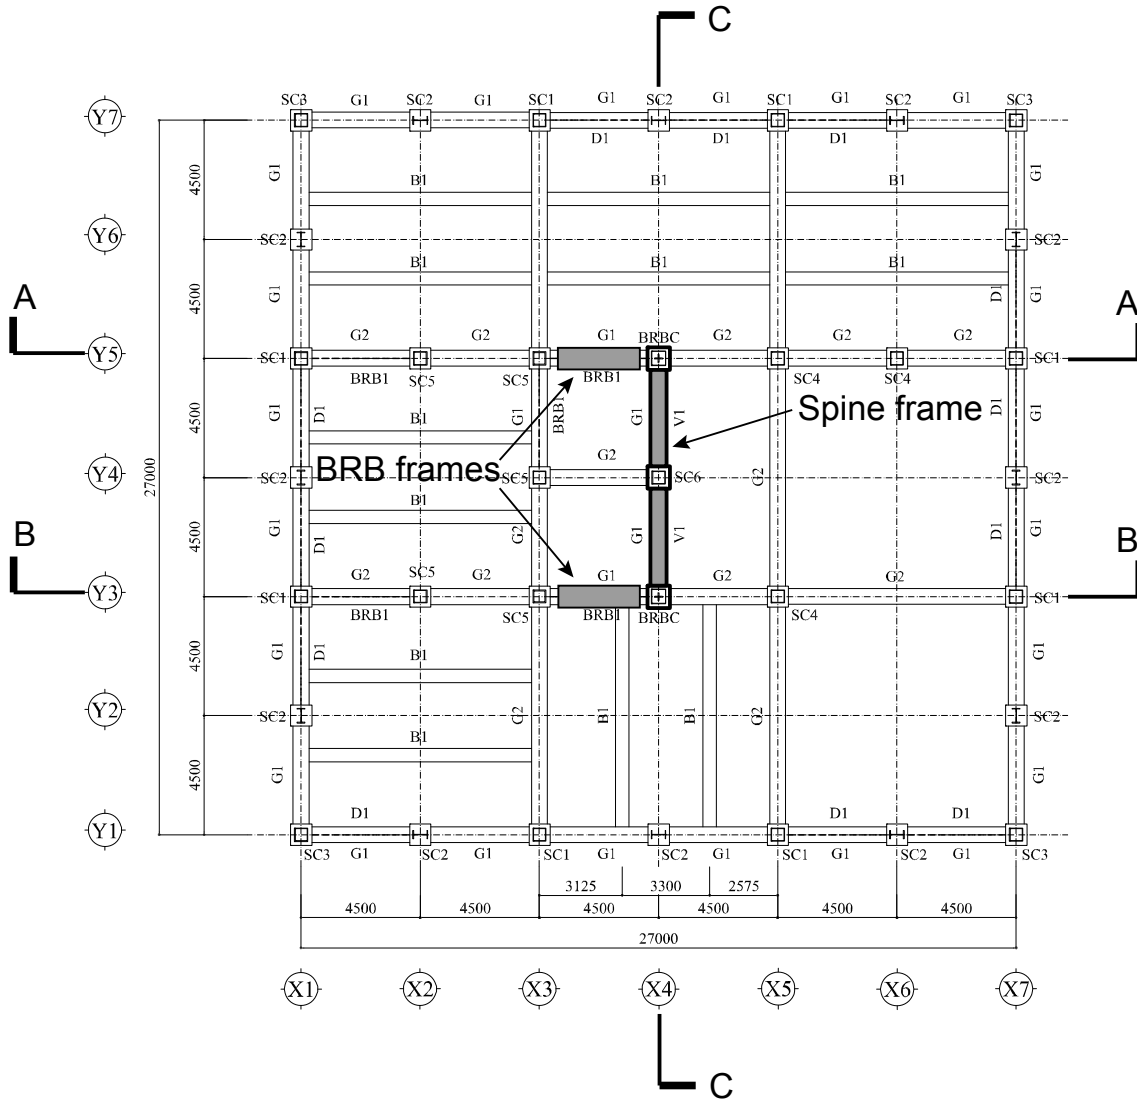 C
SC3 G1 SC2 G1 SC1 G1 SC2 G1 SC1 G1 SC2 G1 SC3
Y7
D1 D1 D1
G1 G1
4500
B1 B1 B1
Y6
SC2 SC2
B1 B1 B1
4500 G1 D1 G1
A A
G2 G2 G1 BRBC G2 G2 G2
Y5
SC1 SC1
BRB1 SC5 SC5 BRB1 SC4 SC4
4500 G1 D1 B1 G1 BRB1 G1 V1 D1 G1
Spine frame
BRB frames
G2
Y4
27000
SC2 SC5 SC6 G2 SC2
B1
4500 G1 D1 G2 G1 V1 D1 G1
B B
G2 SC5 G2 G1 G2 G2
Y3
SC1 SC1
BRB1 SC5 BRB1 BRBC SC4
4500 G1 D1 B1 G1
Y2
SC2 G2 B1 B1 G2 SC2
B1
4500 G1 G1
D1 D1 D1
Y1
SC3 G1 SC2 G1 SC1 G1 SC2 G1 SC1 G1 SC2 G1 SC3
3125 3300 2575
4500 4500 4500 4500 4500 4500
27000
X1 X2 X3 X4 X5 X6 X7
C